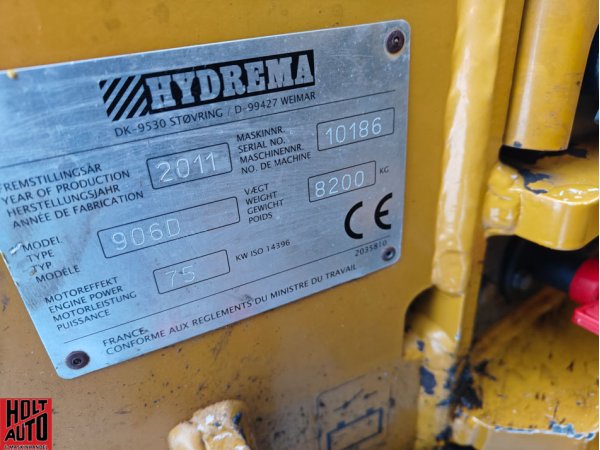 HYDREMA
DK-9530 STØVRING / D-99427 WEIMAR
FREMSTILLINGSÅR
YEAR OF PRODUCTION
HERSTELLUNGSJAHR
ANNÉE DE FABRICATION
2011
MASKINNR.
SERIAL NO.
MASCHINENNR.
NO. DE MACHINE
10186
MODEL
TYPE
TYP
MODÈLE
906D
VÆGT
WEIGHT
GEWICHT
POIDS
8200 KG
MOTOREFFEKT
ENGINE POWER
MOTORLEISTUNG
PUISSANCE
75 KW ISO 14396
CE
2035810
FRANCE:
CONFORME AUX REGLEMENTS DU MINISTRE DU TRAVAIL
HOLT
AUTO
& MASKINHANDEL